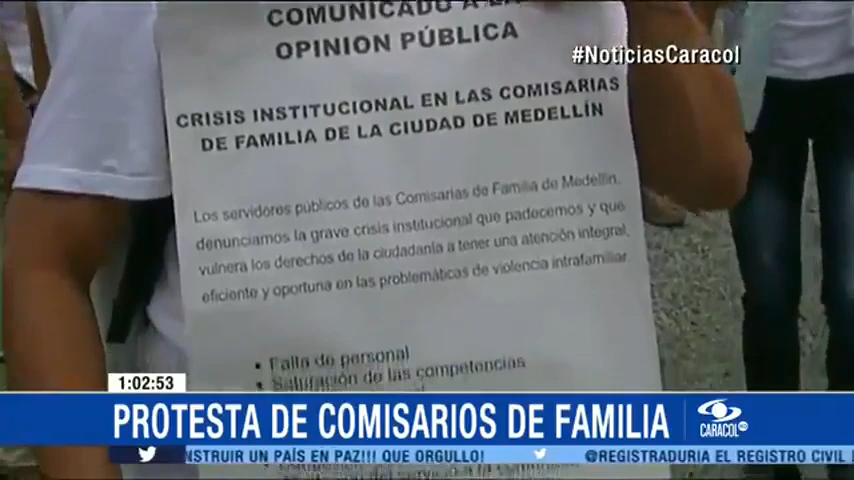 COMUNICADO A LA
OPINION PÚBLICA
#NoticiasCaracol
CRISIS INSTITUCIONAL EN LAS COMISARIAS
DE FAMILIA DE LA CIUDAD DE MEDELLÍN
Los servidores públicos de las Comisarias de Familia de Medellín,
denunciamos la grave crisis institucional que padecemos y que
vulnera los derechos de la ciudadanía a tener una atención integral,
eficiente y oportuna en las problemáticas de violencia intrafamiliar.
• Falta de personal
• Saturación de las competencias
1:02:53
PROTESTA DE COMISARIOS DE FAMILIA
CARACOL HD
NSTRUIR UN PAÍS EN PAZ!!! QUE ORGULLO! @REGISTRADURIA EL REGISTRO CIVIL